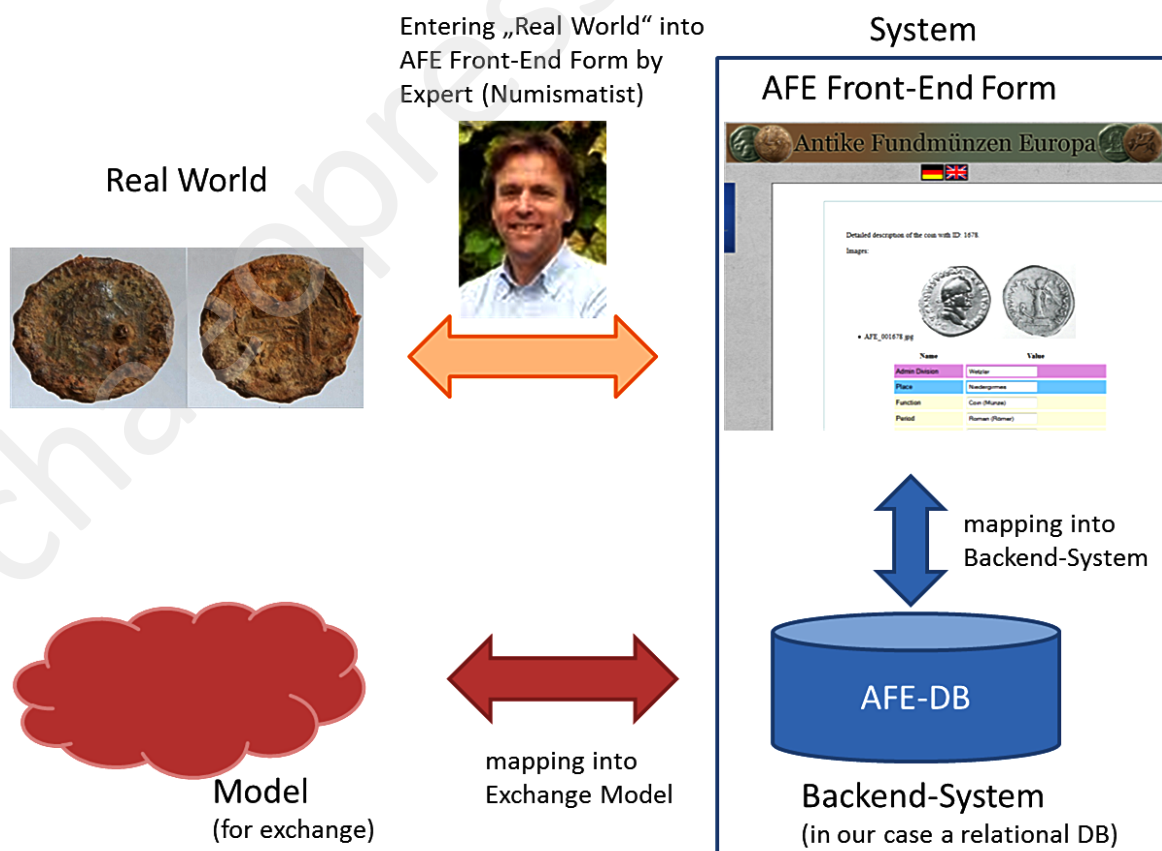 Entering „Real World“ into
AFE Front-End Form by
Expert (Numismatist)
System
AFE Front-End Form
Antike Fundmünzen Europa
Real World
Detailed description of the coin with ID: 1678
Images:
• AFE_001678.jpg
Name Value
Admin Division Wetzlar
Place Niedergirmes
Function Coin (Münze)
Period Roman (Römer)
mapping into
Backend-System
AFE-DB
mapping into
Exchange Model
Model
(for exchange)
Backend-System
(in our case a relational DB)